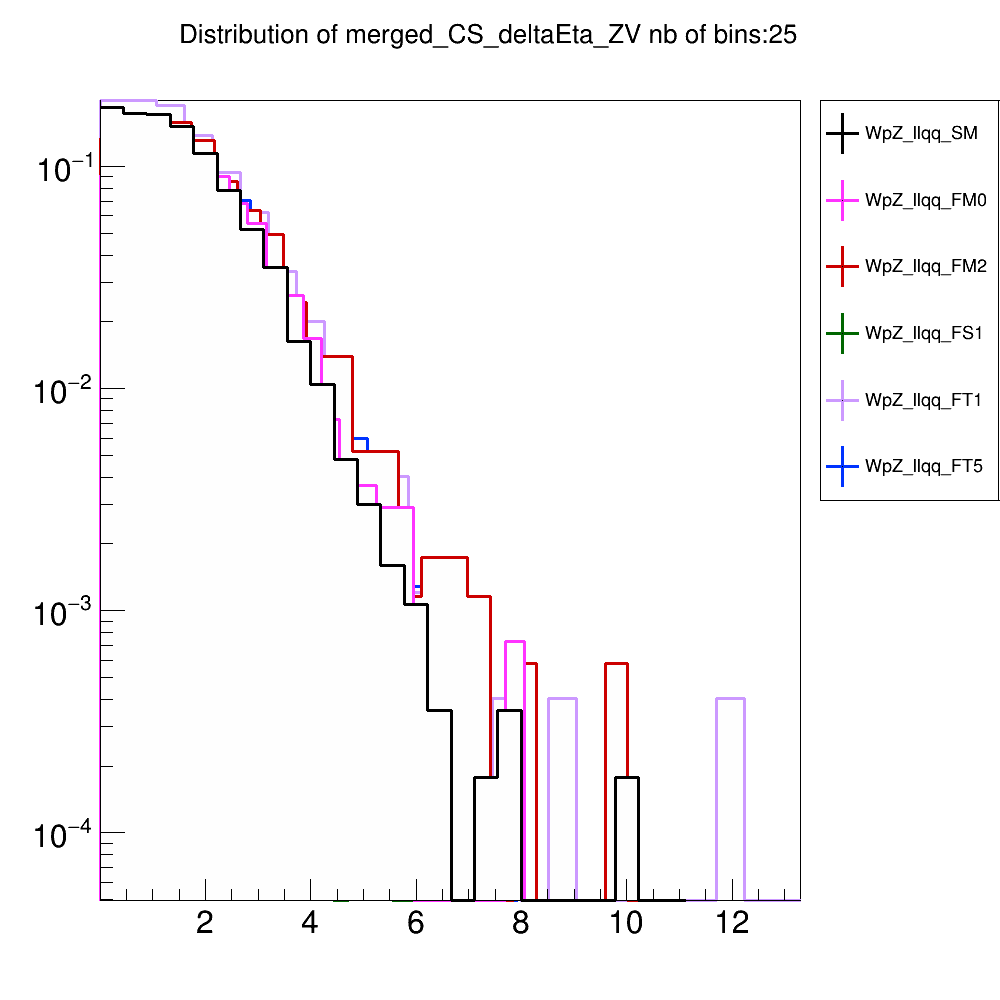 Distribution of merged_CS_deltaEta_ZV nb of bins:25
WpZ_llqq_SM
WpZ_llqq_FM0
WpZ_llqq_FM2
WpZ_llqq_FS1
WpZ_llqq_FT1
WpZ_llqq_FT5
10⁻¹
10⁻²
10⁻³
10⁻⁴
2 4 6 8 10 12